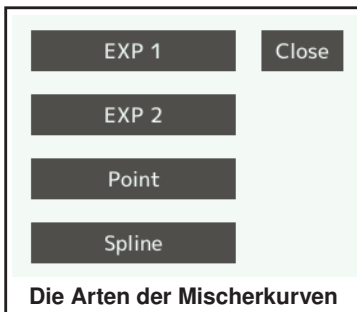 EXP 1 Close
EXP 2
Point
Spline
Die Arten der Mischerkurven